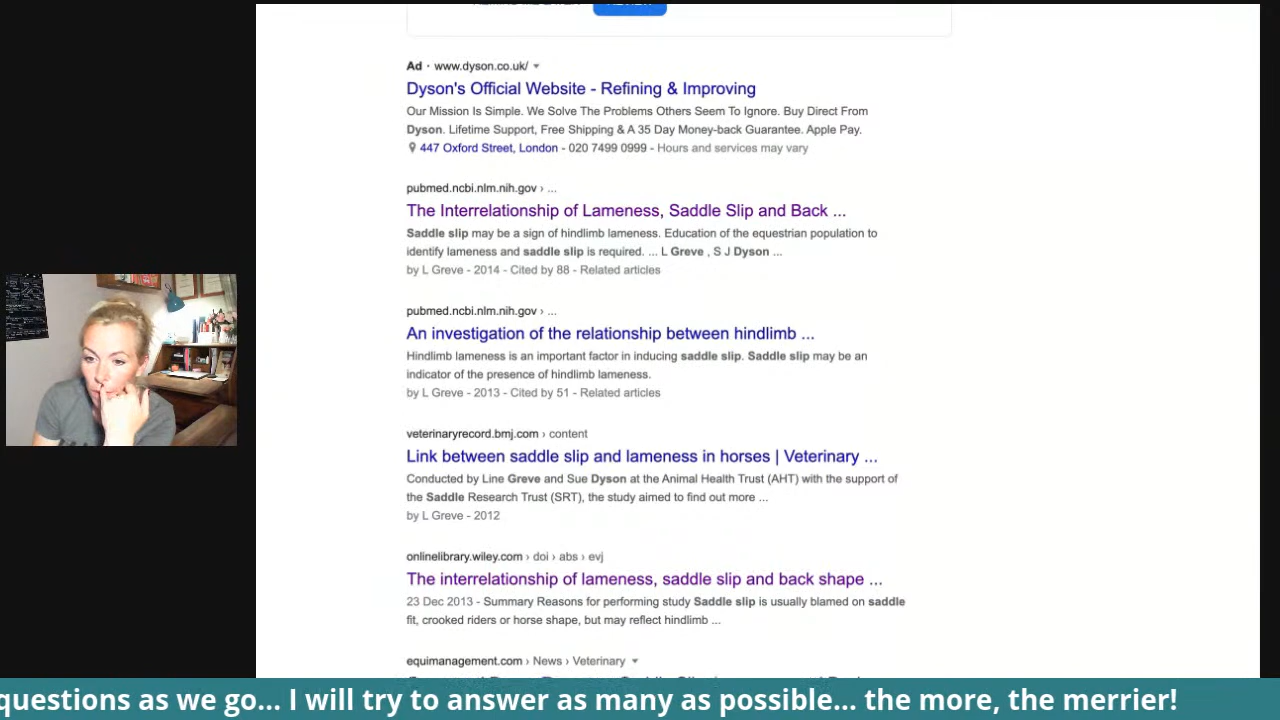 Ad · www.dyson.co.uk/
Dyson's Official Website - Refining & Improving
Our Mission Is Simple. We Solve The Problems Others Seem To Ignore. Buy Direct From
Dyson. Lifetime Support, Free Shipping & A 35 Day Money-back Guarantee. Apple Pay.
447 Oxford Street, London - 020 7499 0999 - Hours and services may vary
pubmed.ncbi.nlm.nih.gov › ...
The Interrelationship of Lameness, Saddle Slip and Back ...
Saddle slip may be a sign of hindlimb lameness. Education of the equestrian population to
identify lameness and saddle slip is required. ... L Greve , S J Dyson ...
by L Greve - 2014 - Cited by 88 - Related articles
pubmed.ncbi.nlm.nih.gov › ...
An investigation of the relationship between hindlimb ...
Hindlimb lameness is an important factor in inducing saddle slip. Saddle slip may be an
indicator of the presence of hindlimb lameness.
by L Greve - 2013 - Cited by 51 - Related articles
veterinaryrecord.bmj.com › content
Link between saddle slip and lameness in horses | Veterinary ...
Conducted by Line Greve and Sue Dyson at the Animal Health Trust (AHT) with the support of
the Saddle Research Trust (SRT), the study aimed to find out more ...
by L Greve - 2012
onlinelibrary.wiley.com › doi › abs › evj
The interrelationship of lameness, saddle slip and back shape ...
23 Dec 2013 - Summary Reasons for performing study Saddle slip is usually blamed on saddle
fit, crooked riders or horse shape, but may reflect hindlimb ...
equimanagement.com › News › Veterinary
questions as we go... I will try to answer as many as possible... the more, the merrier!